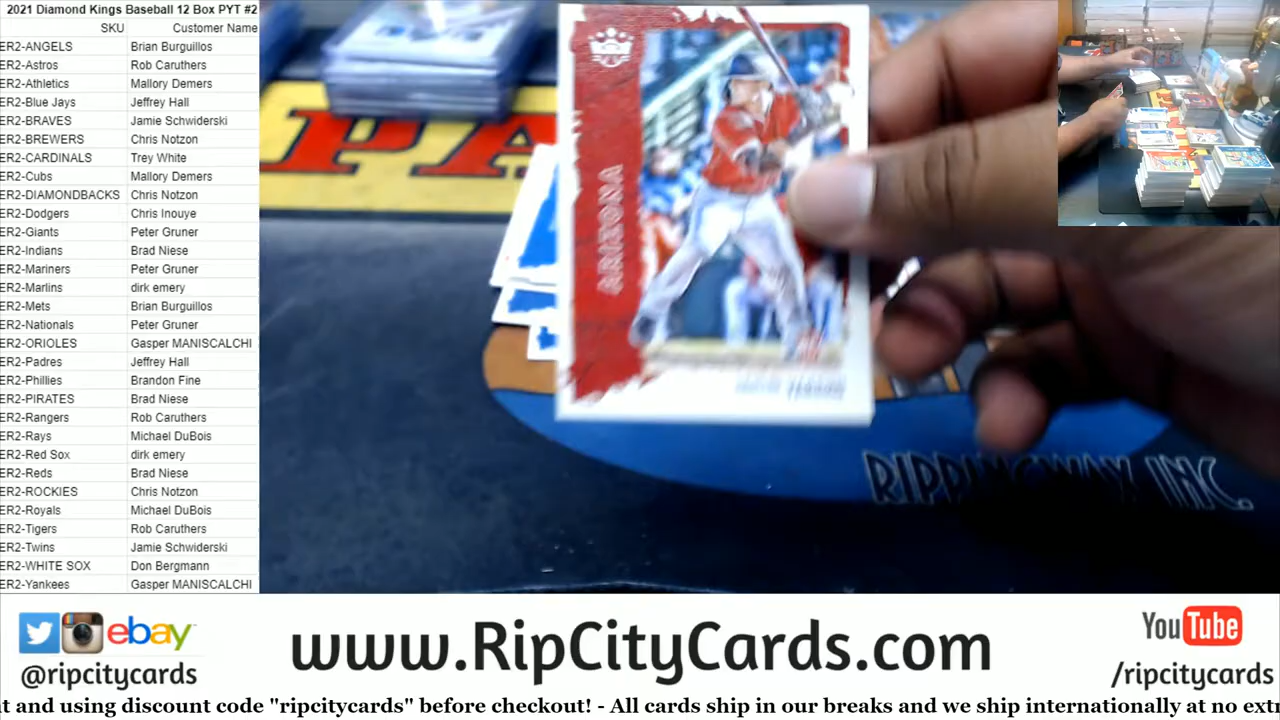 2021 Diamond Kings Baseball 12 Box PYT #2
SKU Customer Name
ER2-ANGELS Brian Burguillos
ER2-Astros Rob Caruthers
ER2-Athletics Mallory Demers
ER2-Blue Jays Jeffrey Hall
ER2-BRAVES Jamie Schwiderski
ER2-BREWERS Chris Notzon
ER2-CARDINALS Trey White
ER2-Cubs Mallory Demers
ER2-DIAMONDBACKS Chris Notzon
ER2-Dodgers Chris Inouye
ER2-Giants Peter Gruner
ER2-Indians Brad Niese
ER2-Mariners Peter Gruner
ER2-Marlins dirk emery
ER2-Mets Brian Burguillos
ER2-Nationals Peter Gruner
ER2-ORIOLES Gasper MANISCALCHI
ER2-Padres Jeffrey Hall
ER2-Phillies Brandon Fine
ER2-PIRATES Brad Niese
ER2-Rangers Rob Caruthers
ER2-Rays Michael DuBois
ER2-Red Sox dirk emery
ER2-Reds Brad Niese
ER2-ROCKIES Chris Notzon
ER2-Royals Michael DuBois
ER2-Tigers Rob Caruthers
ER2-Twins Jamie Schwiderski
ER2-WHITE SOX Don Bergmann
ER2-Yankees Gasper MANISCALCHI
PA
ARIZONA
RIPPINGWAX INC.
ebay
@ripcitycards
www.RipCityCards.com
YouTube
/ripcitycards
t and using discount code "ripcitycards" before checkout! - All cards ship in our breaks and we ship internationally at no extr